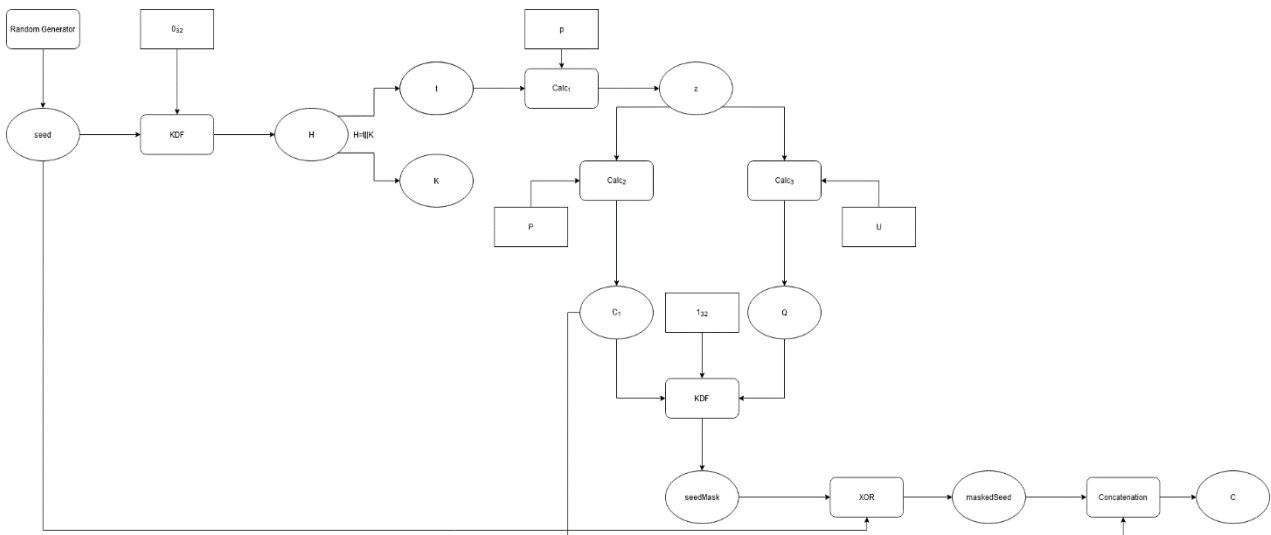 Random Generator
0₃₂
p
t
Calc₁
z
seed
KDF
H
H=t||K
K
Calc₂
Calc₃
P
U
C₁
1₃₂
Q
KDF
seedMask
XOR
maskedSeed
Concatenation
C